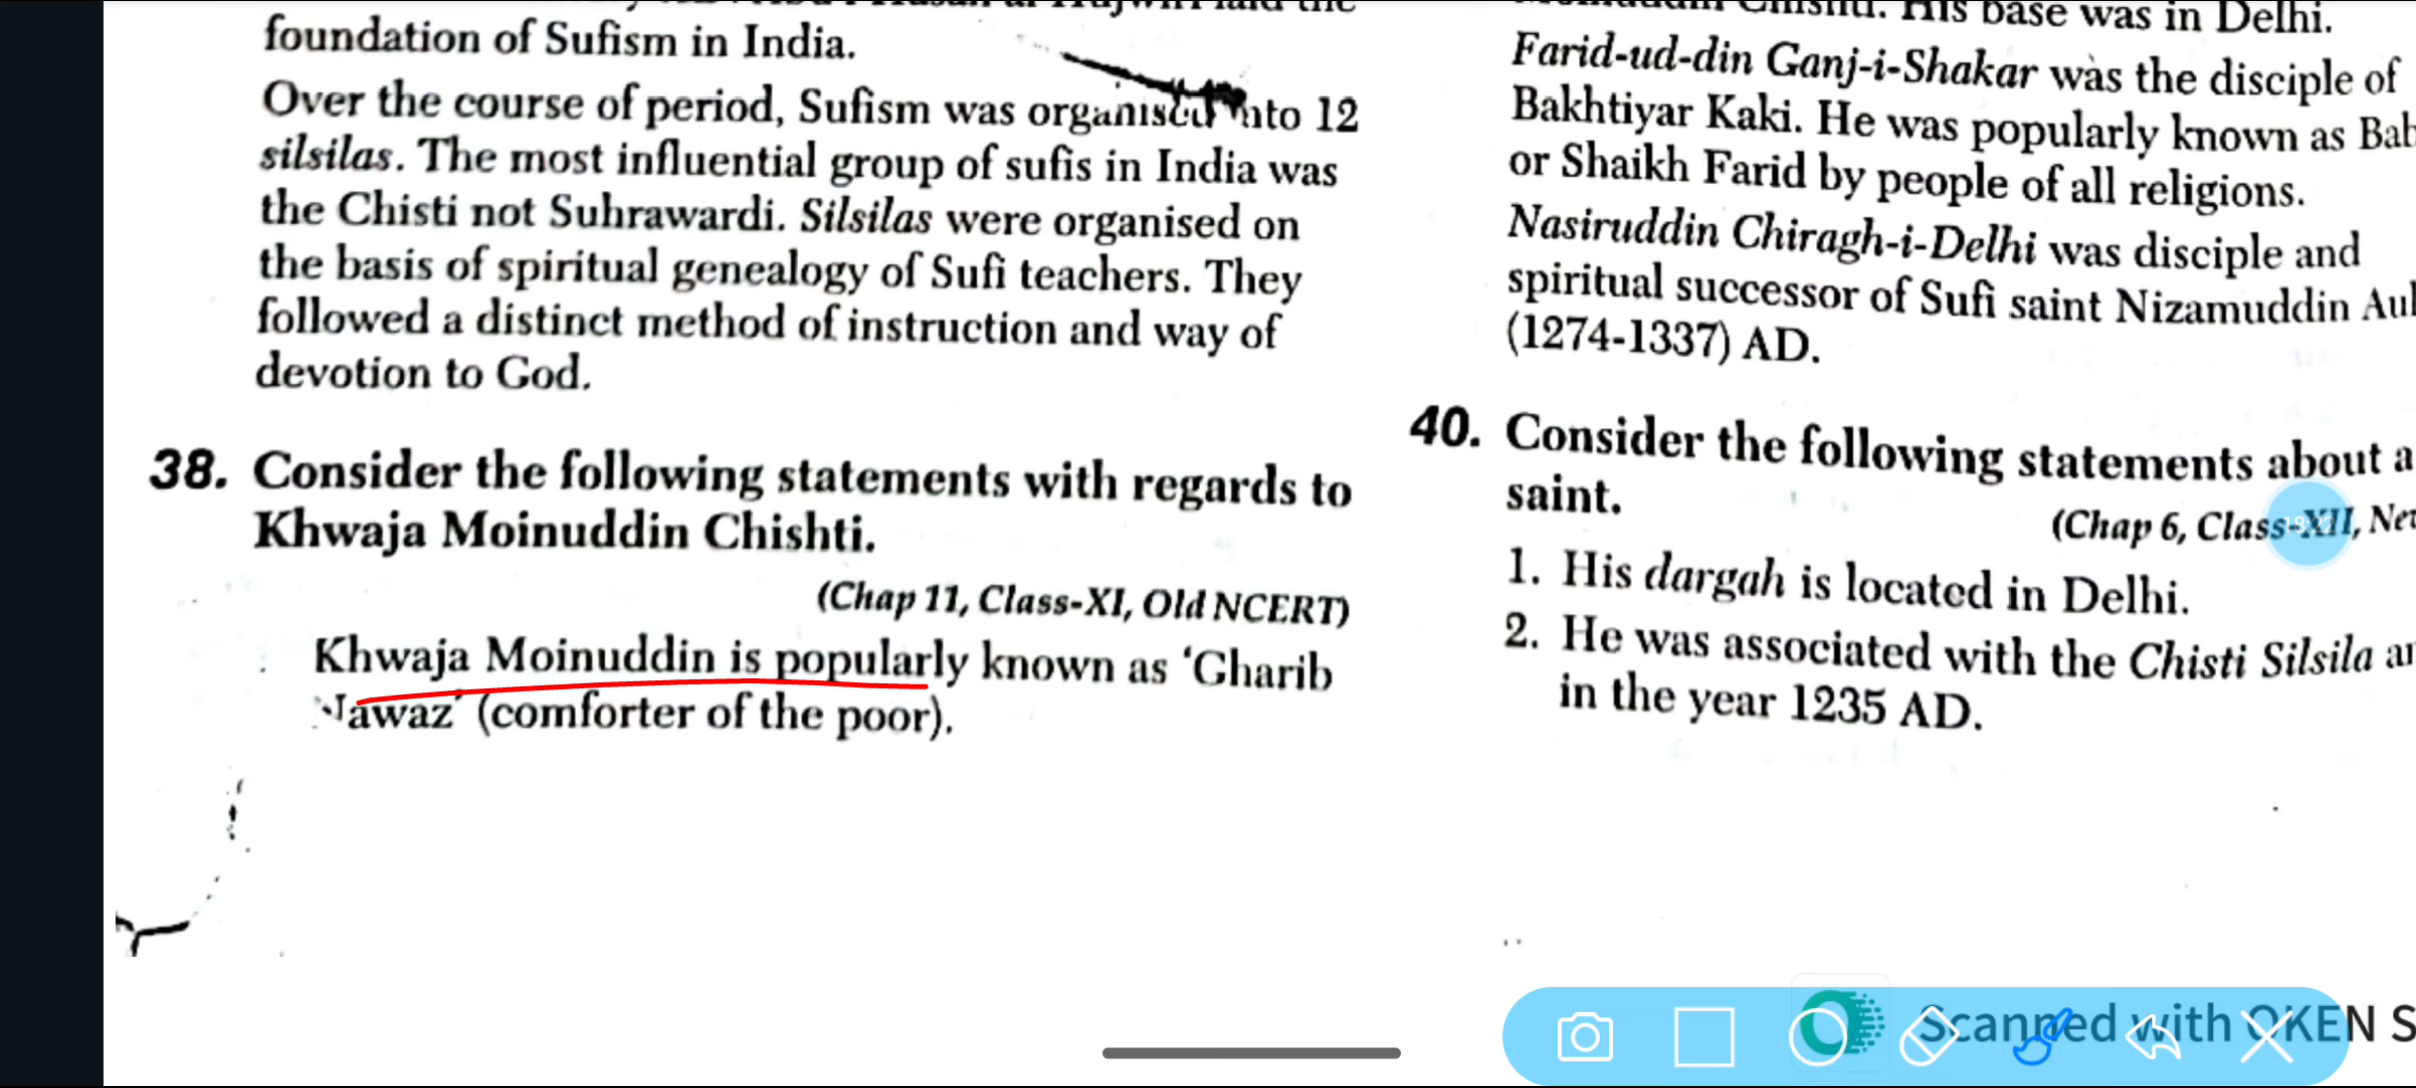 foundation of Sufism in India.
Over the course of period, Sufism was organised into 12
silsilas. The most influential group of sufis in India was
the Chisti not Suhrawardi. Silsilas were organised on
the basis of spiritual genealogy of Sufi teachers. They
followed a distinct method of instruction and way of
devotion to God.
38. Consider the following statements with regards to
Khwaja Moinuddin Chishti.
(Chap 11, Class-XI, Old NCERT)
Khwaja Moinuddin is popularly known as ‘Gharib
Nawaz’ (comforter of the poor).
Chishti. His base was in Delhi.
Farid-ud-din Ganj-i-Shakar was the disciple of
Bakhtiyar Kaki. He was popularly known as
or Shaikh Farid by people of all religions.
Nasiruddin Chiragh-i-Delhi was disciple and
spiritual successor of Sufi saint Nizamuddin
(1274-1337) AD.
40. Consider the following statements about a
saint.
(Chap 6, Class-XII,
1. His dargah is located in Delhi.
2. He was associated with the Chisti Silsila
in the year 1235 AD.
Scanned with OKEN S